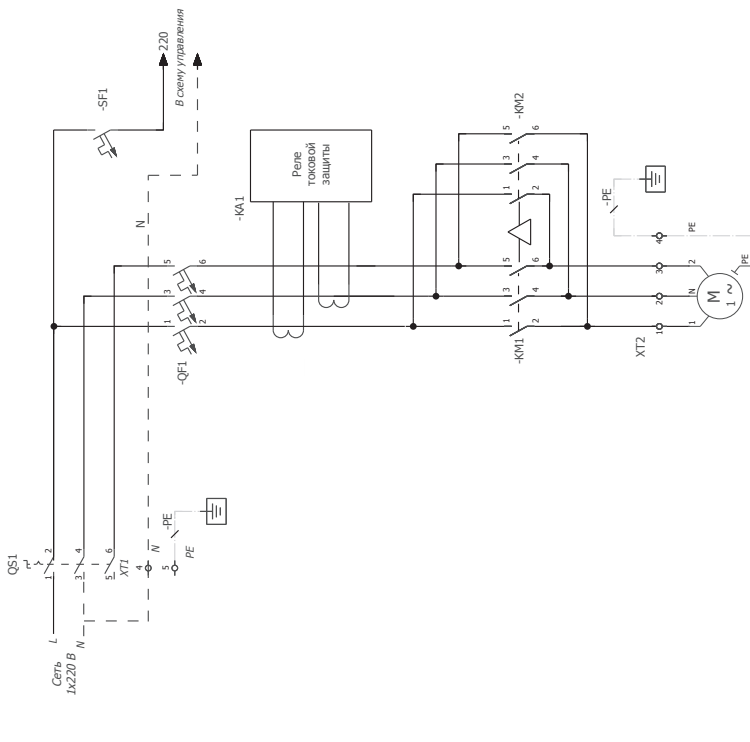 -SF1
220
В схему управления
-KM2
5
3
1
6
4
2
Реле
токовой
защиты
-KA1
N
-PE
4
PE
5
3
1
6
4
2
-QF1
5
3
1
6
4
2
-KM1
3
2
1
XT2
2
N
1
M
1 ~
PE
QS1
2
1
4
3
6
5
XT1
4
N
5
PE
-PE
L
N
Сеть
1x220 В